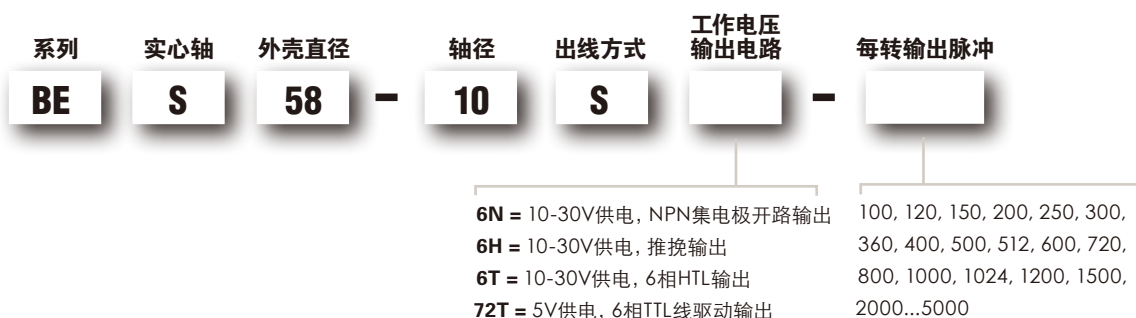 系列 实心轴 外壳直径 轴径 出线方式 工作电压 每转输出脉冲
输出电路
BE S 58 - 10 S -
6N = 10-30V供电, NPN集电极开路输出
6H = 10-30V供电, 推挽输出
6T = 10-30V供电, 6相HTL输出
72T = 5V供电, 6相TTL线驱动输出
100, 120, 150, 200, 250, 300,
360, 400, 500, 512, 600, 720,
800, 1000, 1024, 1200, 1500,
2000...5000